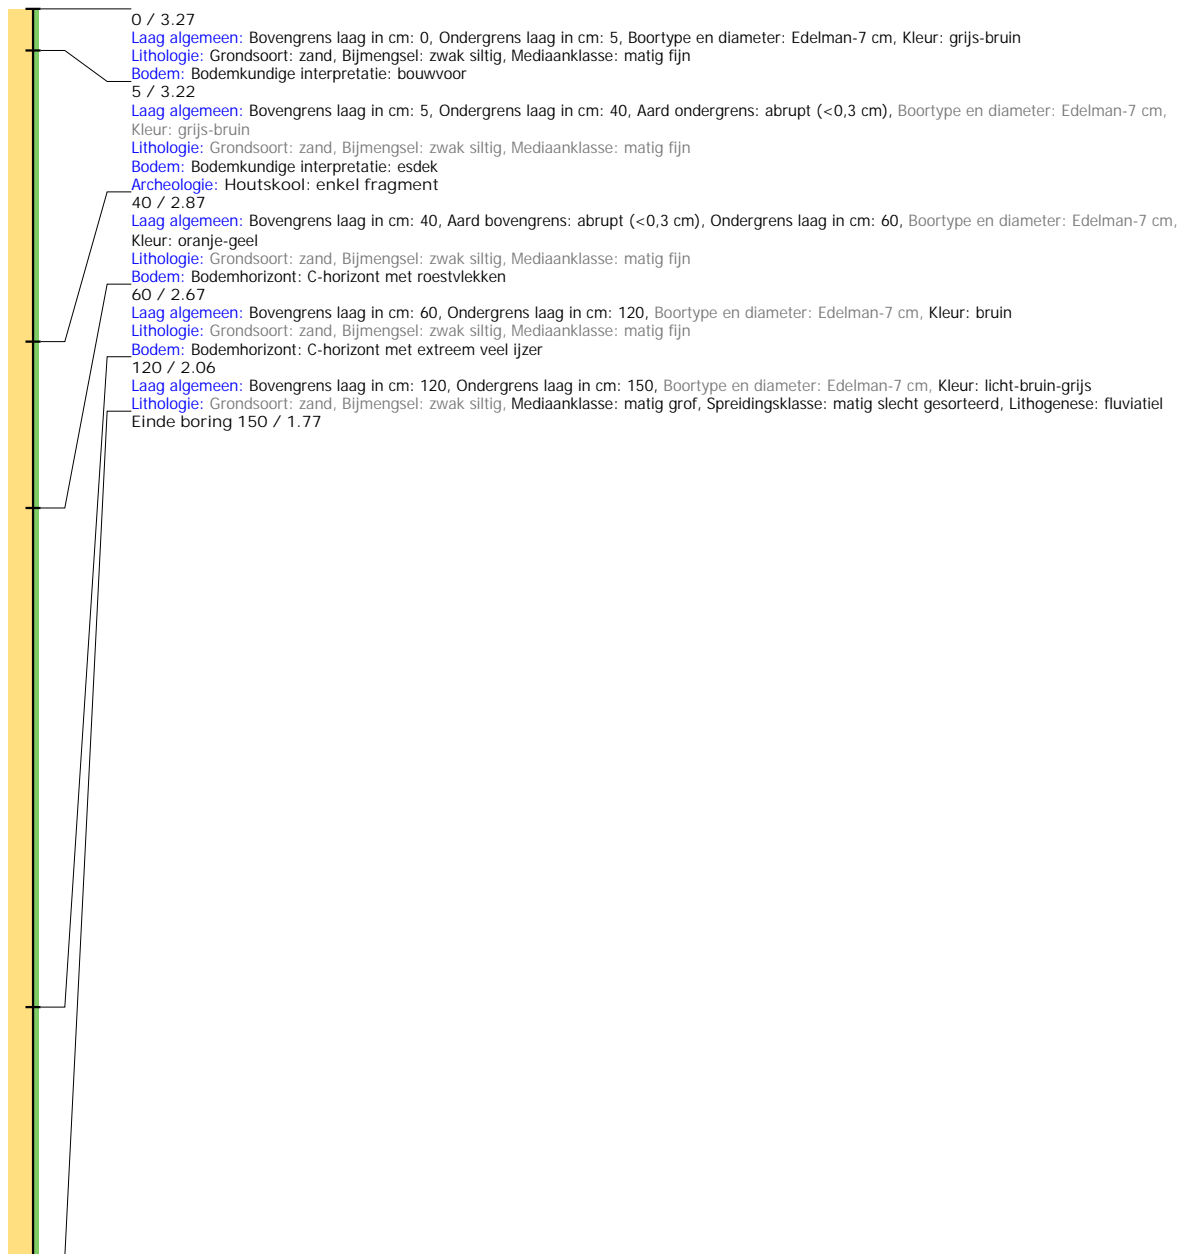 0 / 3.27
Laag algemeen: Bovengrens laag in cm: 0, Ondergrens laag in cm: 5, Boortype en diameter: Edelman-7 cm, Kleur: grijs-bruin
Lithologie: Grondsoort: zand, Bijmengsel: zwak siltig, Mediaanklasse: matig fijn
Bodem: Bodemkundige interpretatie: bouwvoor
5 / 3.22
Laag algemeen: Bovengrens laag in cm: 5, Ondergrens laag in cm: 40, Aard ondergrens: abrupt (<0,3 cm), Boortype en diameter: Edelman-7 cm,
Kleur: grijs-bruin
Lithologie: Grondsoort: zand, Bijmengsel: zwak siltig, Mediaanklasse: matig fijn
Bodem: Bodemkundige interpretatie: esdek
Archeologie: Houtskool: enkel fragment
40 / 2.87
Laag algemeen: Bovengrens laag in cm: 40, Aard bovengrens: abrupt (<0,3 cm), Ondergrens laag in cm: 60, Boortype en diameter: Edelman-7 cm,
Kleur: oranje-geel
Lithologie: Grondsoort: zand, Bijmengsel: zwak siltig, Mediaanklasse: matig fijn
Bodem: Bodemhorizont: C-horizont met roestvlekken
60 / 2.67
Laag algemeen: Bovengrens laag in cm: 60, Ondergrens laag in cm: 120, Boortype en diameter: Edelman-7 cm, Kleur: bruin
Lithologie: Grondsoort: zand, Bijmengsel: zwak siltig, Mediaanklasse: matig fijn
Bodem: Bodemhorizont: C-horizont met extreem veel ijzer
120 / 2.06
Laag algemeen: Bovengrens laag in cm: 120, Ondergrens laag in cm: 150, Boortype en diameter: Edelman-7 cm, Kleur: licht-bruin-grijs
Lithologie: Grondsoort: zand, Bijmengsel: zwak siltig, Mediaanklasse: matig grof, Spreidingsklasse: matig slecht gesorteerd, Lithogenese: fluviatiel
Einde boring 150 / 1.77